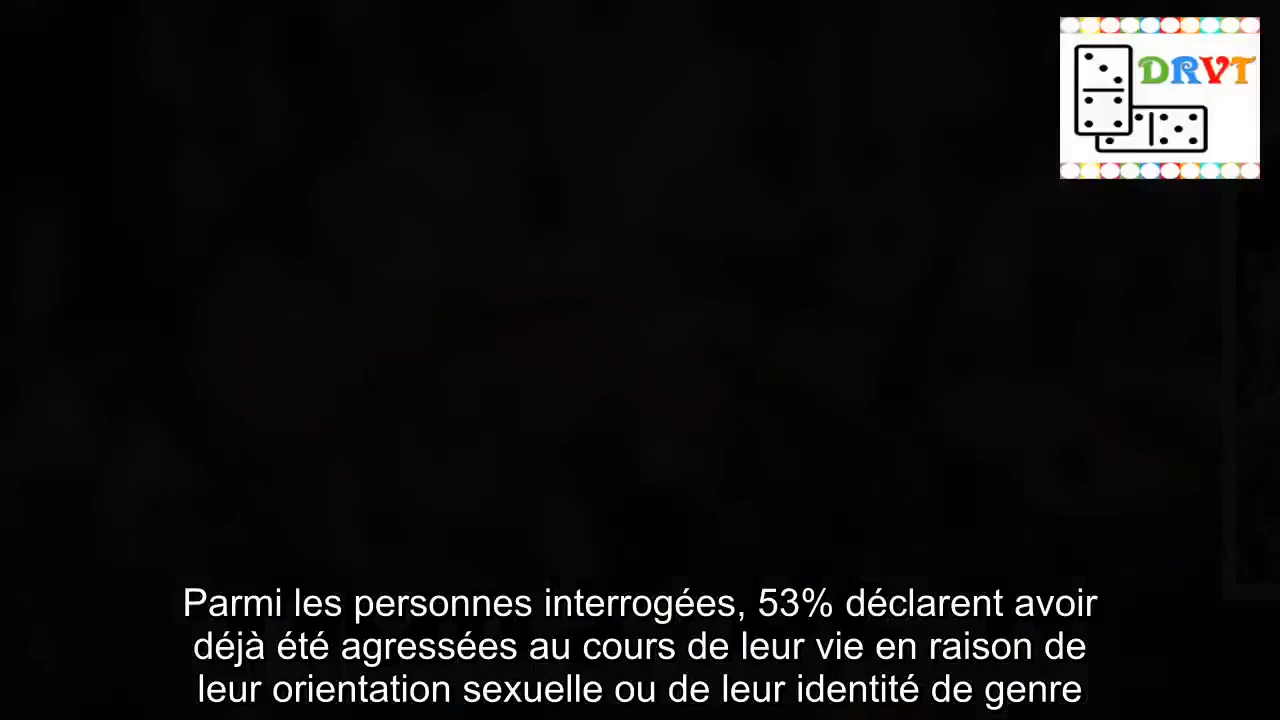 DRVT
Parmi les personnes interrogées, 53% déclarent avoir
déjà été agressées au cours de leur vie en raison de
leur orientation sexuelle ou de leur identité de genre